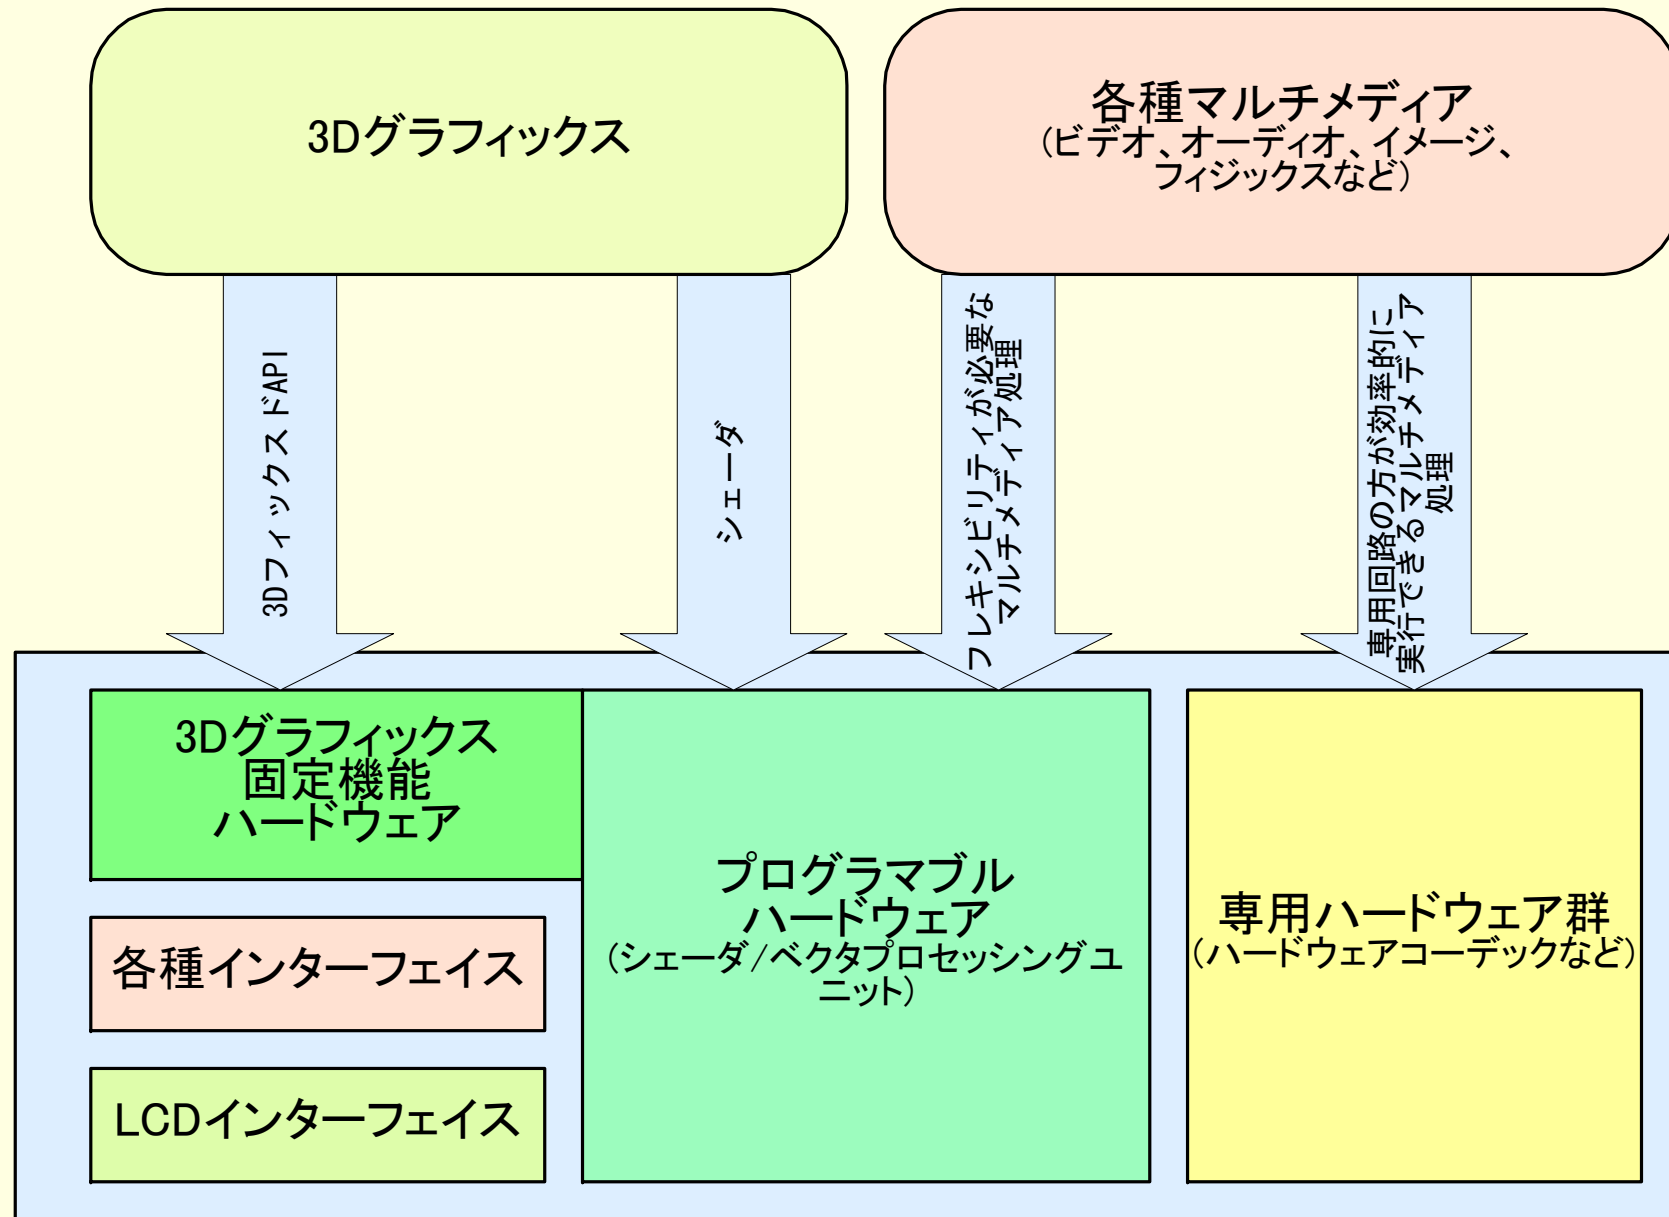 3Dグラフィックス
各種マルチメディア
(ビデオ、オーディオ、イメージ、
フィジックスなど)
3DフィックスドAPI
シェーダ
フレキシビリティが必要な
マルチメディア処理
専用回路の方が効率的に
実行できるマルチメディア
処理
3Dグラフィックス
固定機能
ハードウェア
プログラマブル
ハードウェア
(シェーダ/ベクタプロセッシングユ
ニット)
専用ハードウェア群
(ハードウェアコーデックなど)
各種インターフェイス
LCDインターフェイス